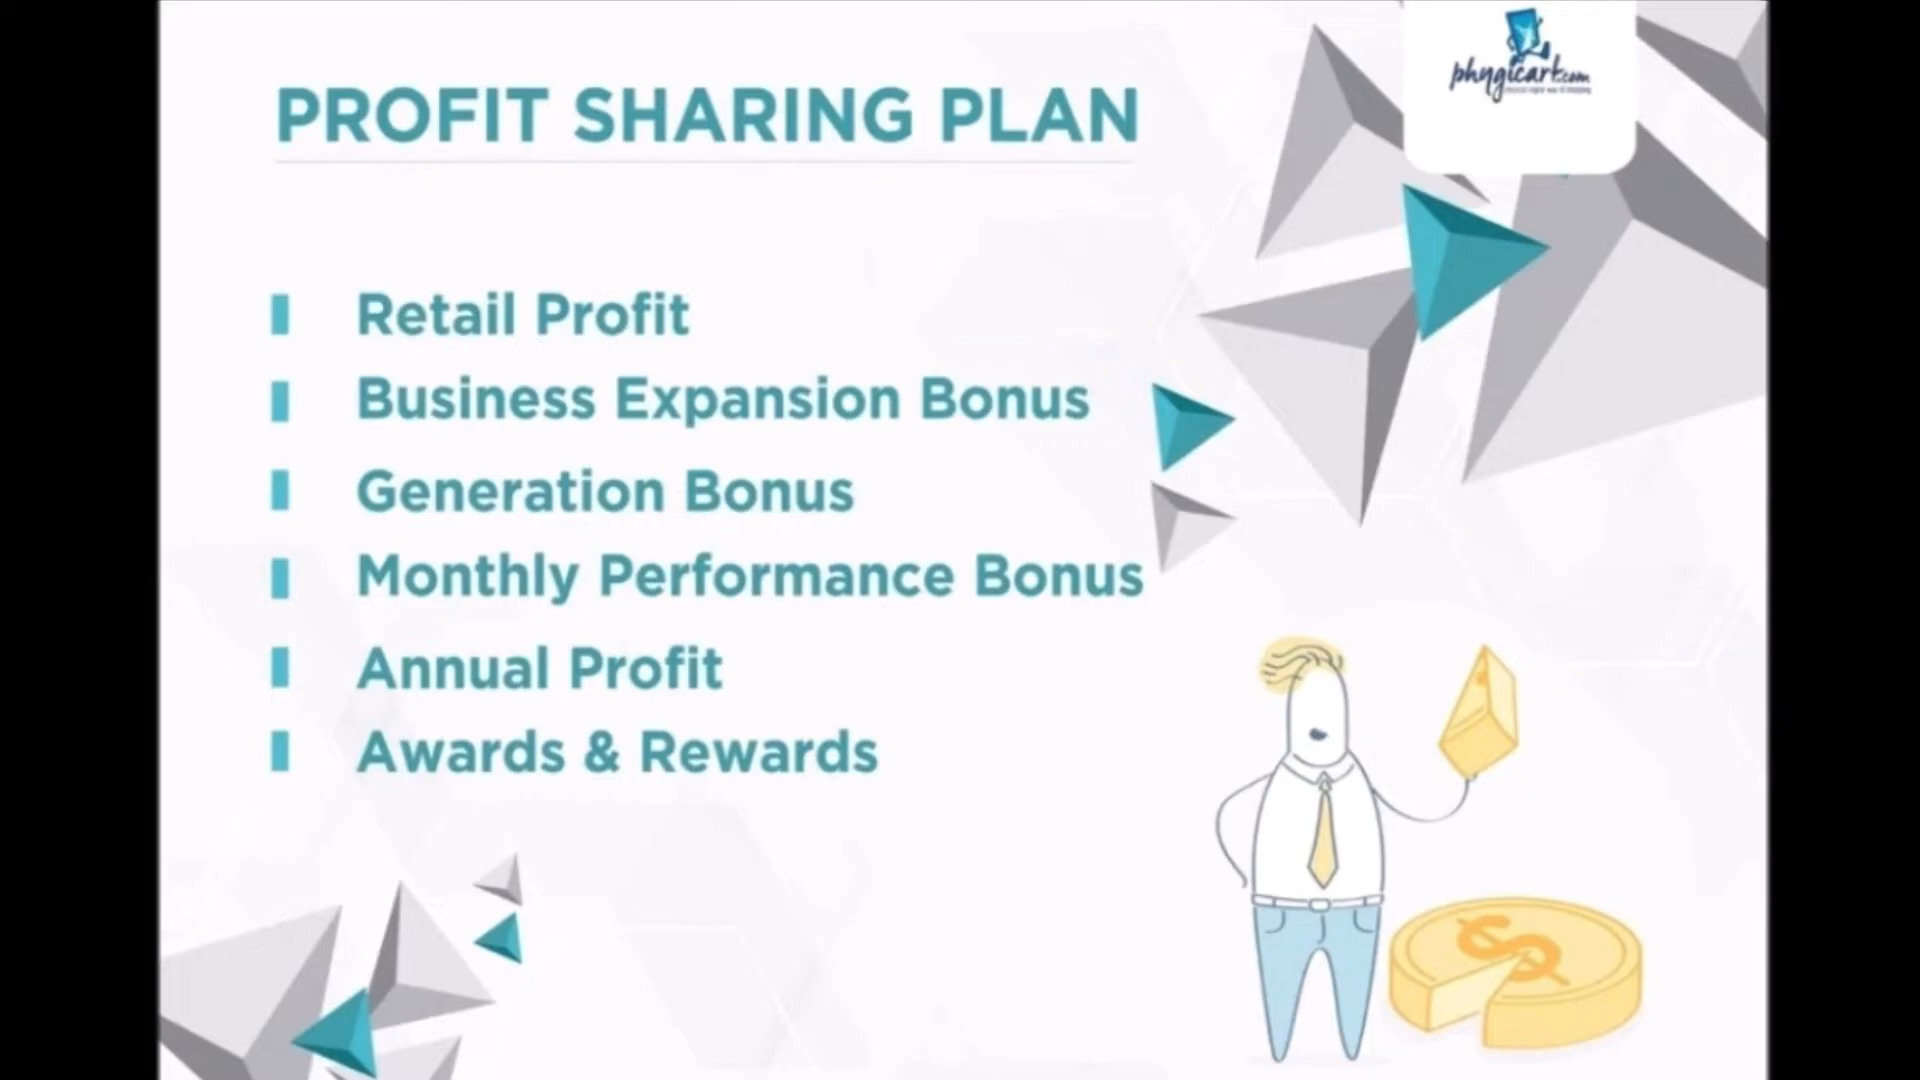 phygicart.com
PROFIT SHARING PLAN
Retail Profit
Business Expansion Bonus
Generation Bonus
Monthly Performance Bonus
Annual Profit
Awards & Rewards
$